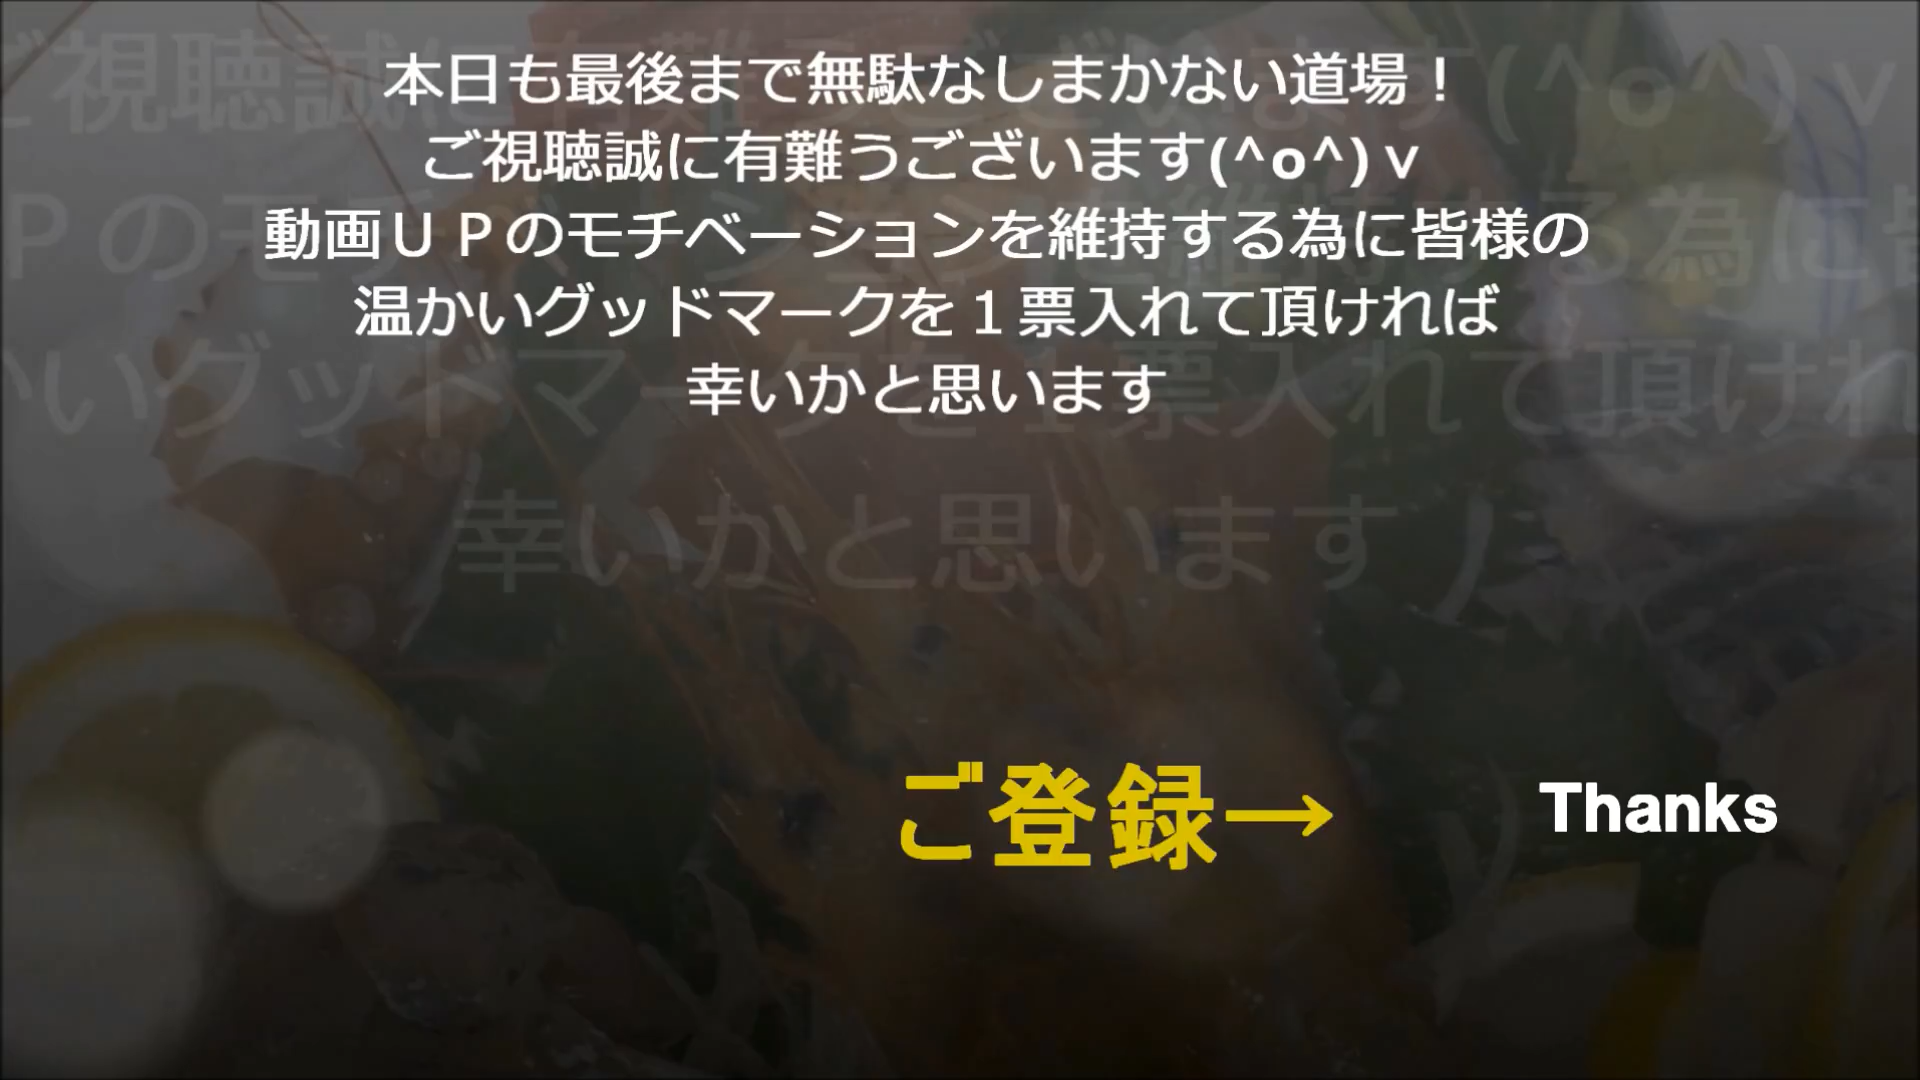 本日も最後まで無駄なしまかない道場！
ご視聴誠に有難うございます(^o^)ｖ
動画ＵＰのモチベーションを維持する為に皆様の
温かいグッドマークを１票入れて頂ければ
幸いかと思います
ご登録→
Thanks